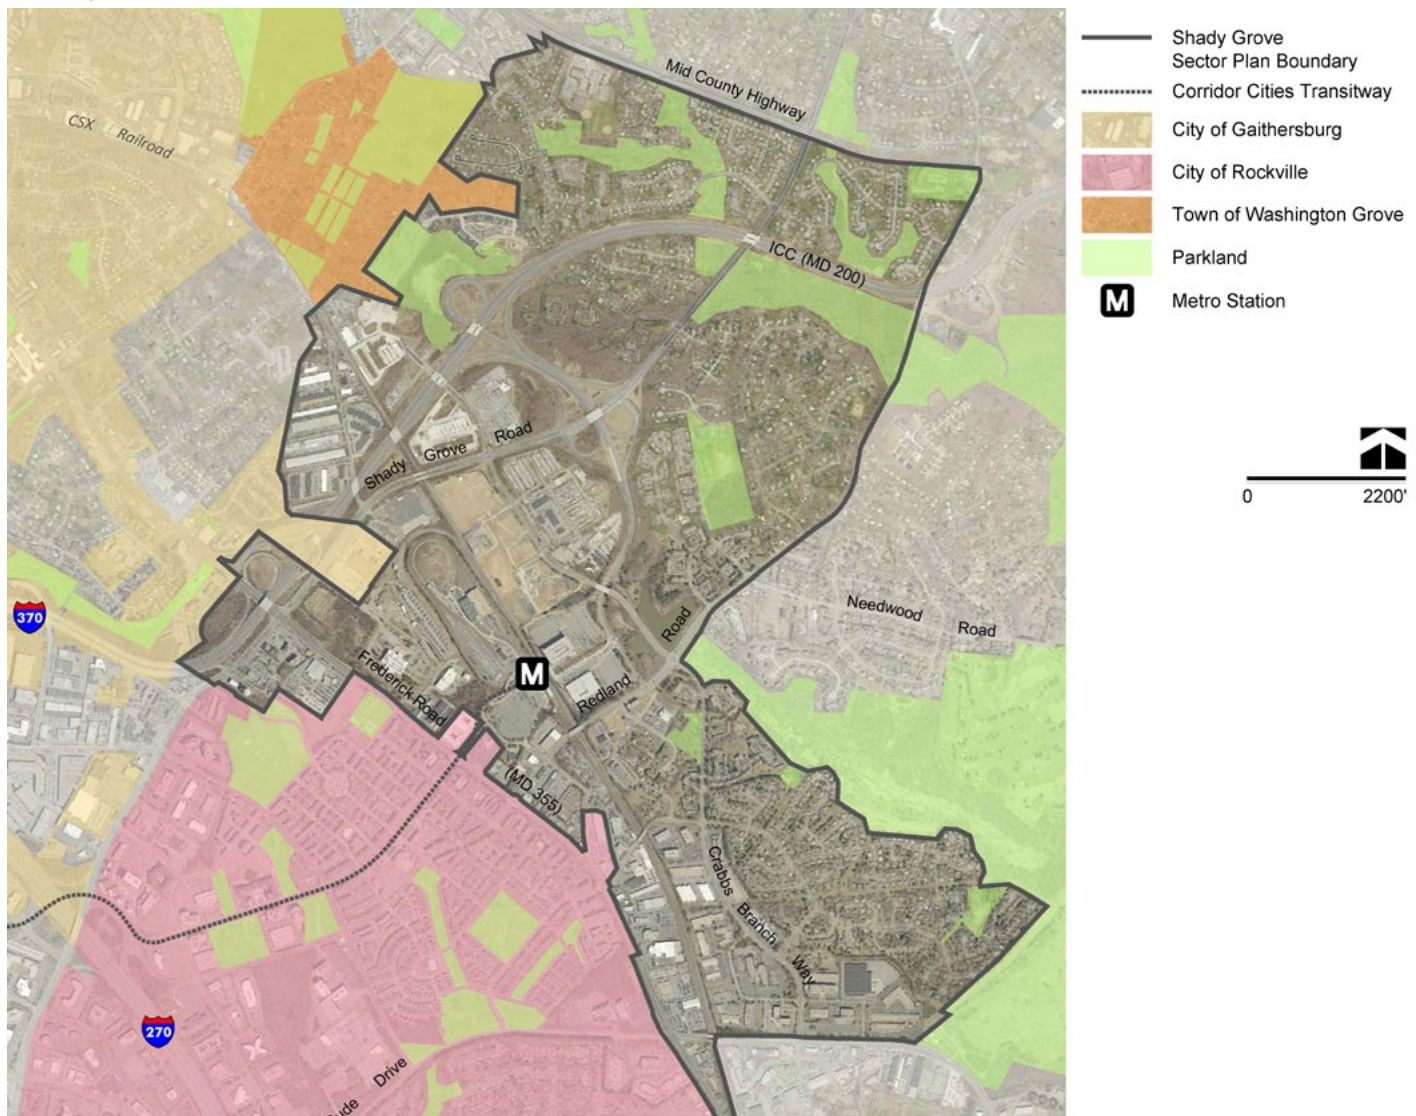 Shady Grove
Sector Plan Boundary
Corridor Cities Transitway
City of Gaithersburg
City of Rockville
Town of Washington Grove
Parkland
M Metro Station
0 2200'
Mid County Highway
CSX Railroad
ICC (MD 200)
Shady Grove Road
370
Needwood Road
M
Redland Road
Frederick Road
(MD 355)
Crabbs Branch Way
270
Drive